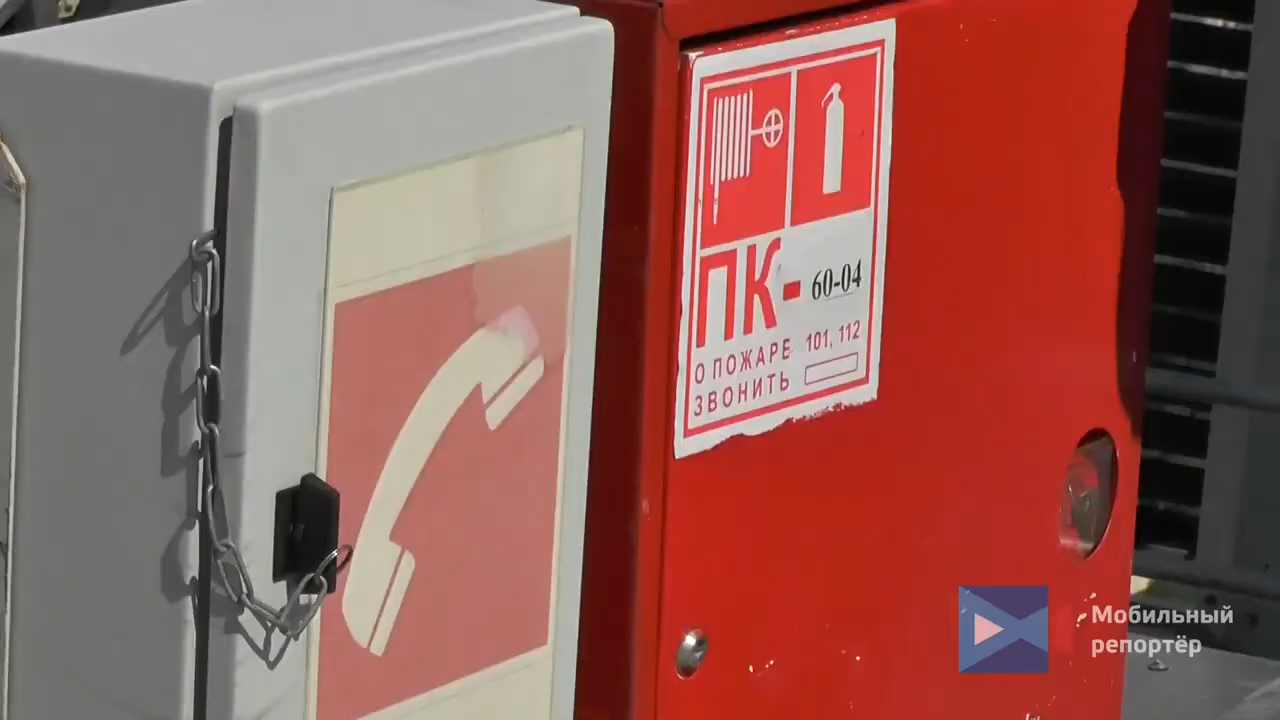 ПК- 60-04
О ПОЖАРЕ 101, 112
ЗВОНИТЬ
Мобильный
репортёр